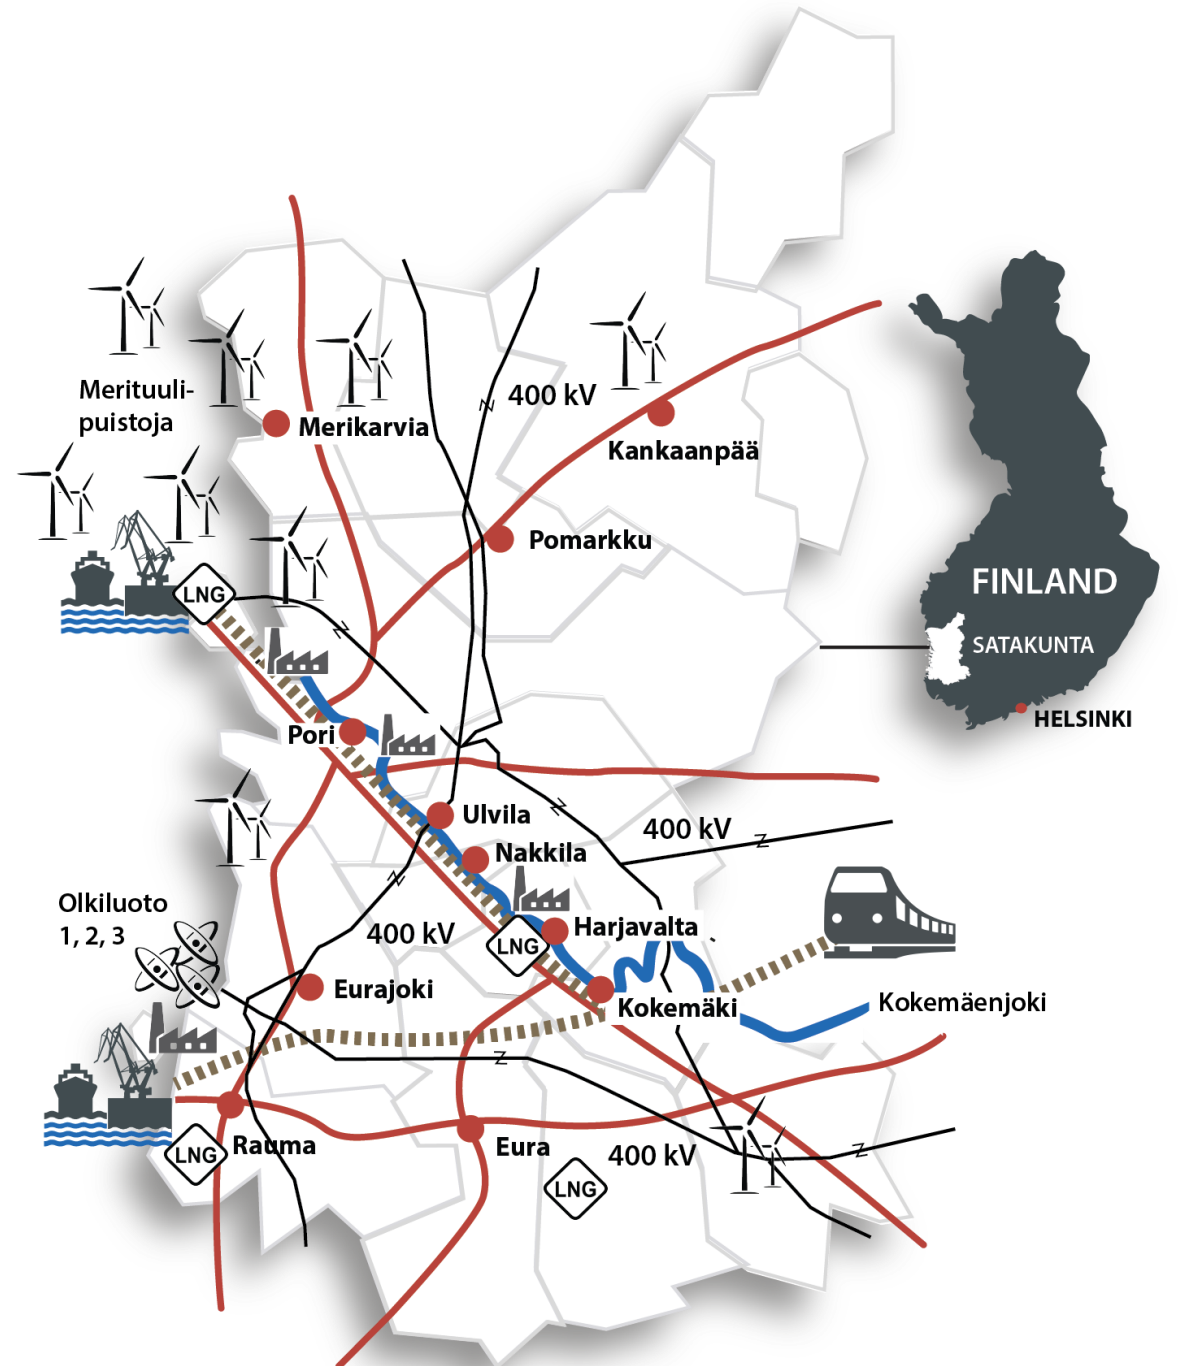 400 kV
Merituuli-
puistoja
Merikarvia
Kankaanpää
Pomarkku
LNG
FINLAND
SATAKUNTA
HELSINKI
Pori
Ulvila
400 kV
Nakkila
Olkiluoto
1, 2, 3
400 kV
Harjavalta
LNG
Eurajoki
Kokemäki
Kokemäenjoki
Rauma
LNG
Eura
400 kV
LNG